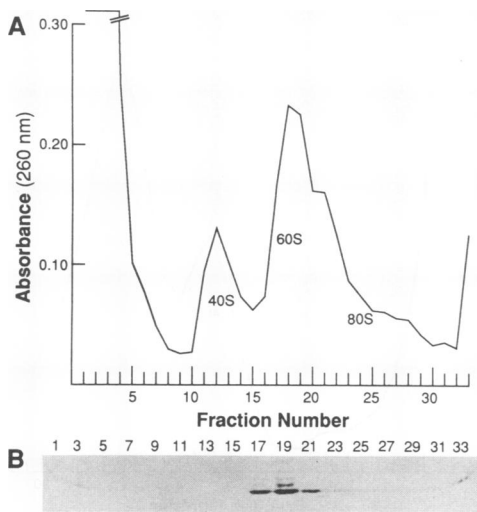 A
0.30
0.20
0.10
Absorbance (260 nm)
40S
60S
80S
5 10 15 20 25 30
Fraction Number
1 3 5 7 9 11 13 15 17 19 21 23 25 27 29 31 33
B